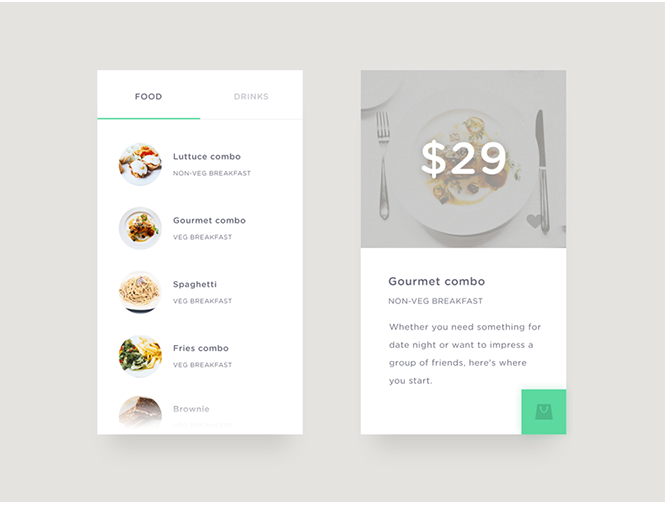 FOOD
DRINKS
Luttuce combo
NON-VEG BREAKFAST
Gourmet combo
VEG BREAKFAST
Spaghetti
VEG BREAKFAST
Fries combo
VEG BREAKFAST
Brownie
VEG BREAKFAST
$29
Gourmet combo
NON-VEG BREAKFAST
Whether you need something for
date night or want to impress a
group of friends, here's where
you start.